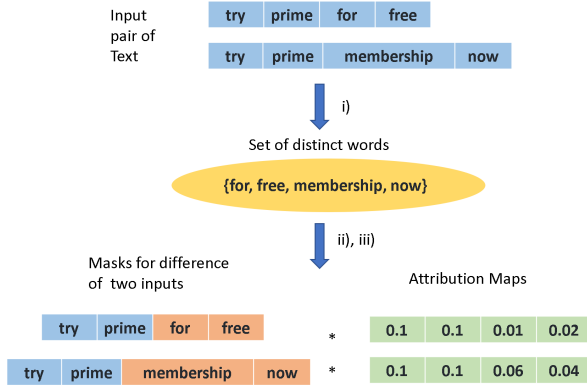 Input
pair of
Text
try prime for free
try prime membership now
i)
Set of distinct words
{for, free, membership, now}
ii), iii)
Masks for difference
of two inputs
Attribution Maps
try prime for free * 0.1 0.1 0.01 0.02
try prime membership now * 0.1 0.1 0.06 0.04